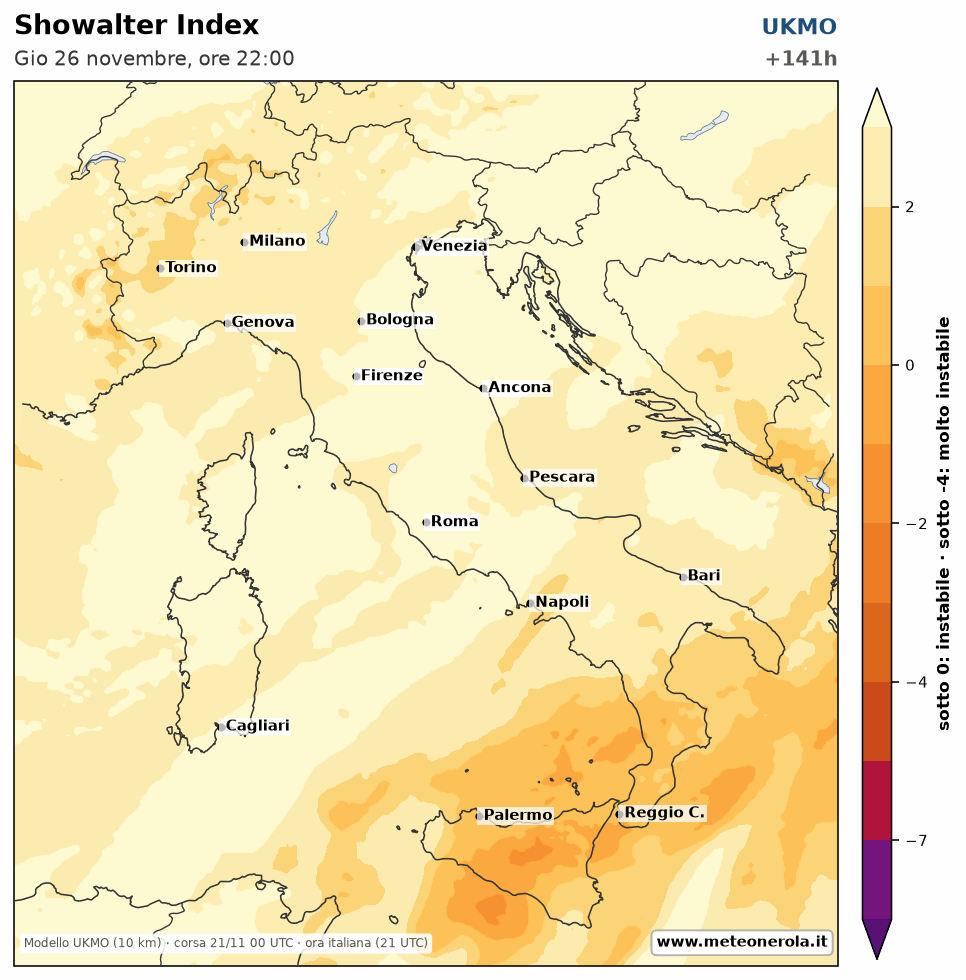 Showalter Index
UKMO
Gio 26 novembre, ore 22:00
+141h
Milano
Venezia
Torino
Genova
Bologna
Firenze
Ancona
Pescara
Roma
Bari
Napoli
Cagliari
Palermo
Reggio C.
2
0
−2
−4
−7
sotto 0: instabile · sotto -4: molto instabile
Modello UKMO (10 km) · corsa 21/11 00 UTC · ora italiana (21 UTC)
www.meteonerola.it